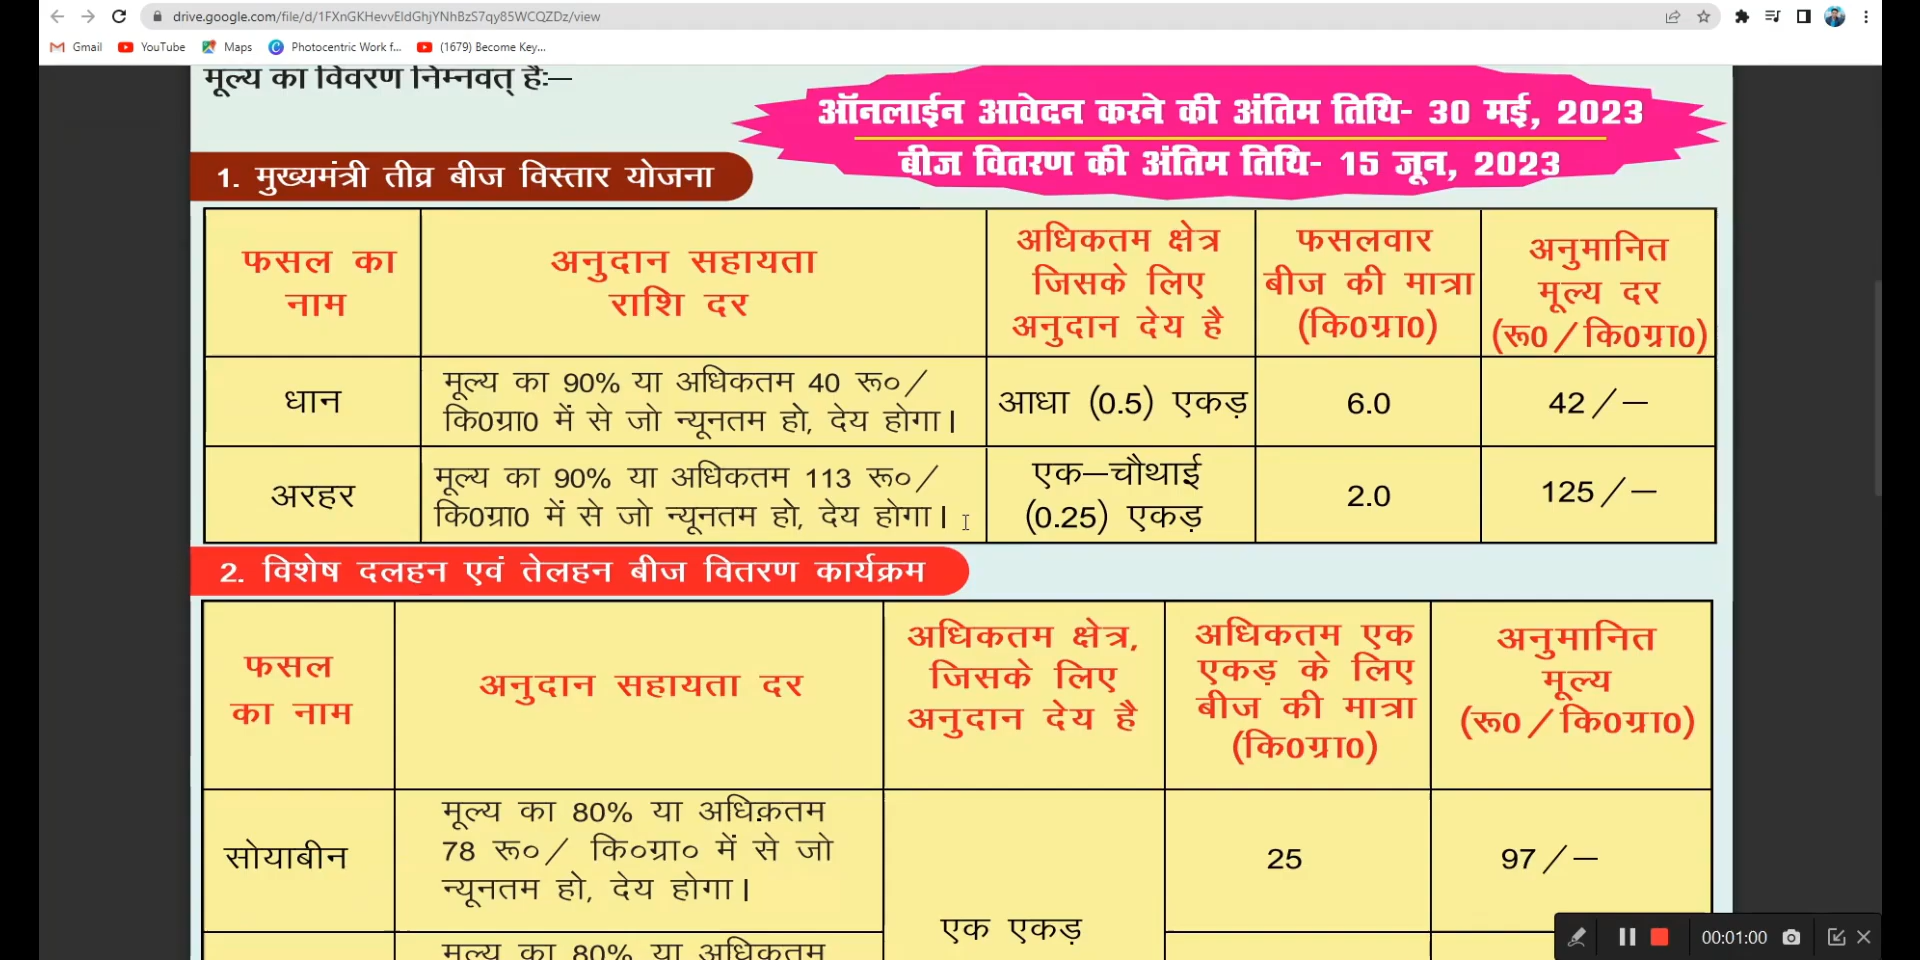 drive.google.com/file/d/1FXnGKHevvEldGhjYNhBzS7qy85WCQZDz/view
Gmail YouTube Maps Photocentric Work f... (1679) Become Key...
मूल्य का विवरण निम्नवत् हैः—
ऑनलाईन आवेदन करने की अंतिम तिथि- 30 मई, 2023
बीज वितरण की अंतिम तिथि- 15 जून, 2023
1. मुख्यमंत्री तीव्र बीज विस्तार योजना
फसल का
नाम
अनुदान सहायता
राशि दर
अधिकतम क्षेत्र
जिसके लिए
अनुदान देय है
फसलवार
बीज की मात्रा
(कि0ग्रा0)
अनुमानित
मूल्य दर
(रू0/कि0ग्रा0)
धान
मूल्य का 90% या अधिकतम 40 रू०/
कि0ग्रा0 में से जो न्यूनतम हो, देय होगा।
आधा (0.5) एकड़
6.0
42/—
अरहर
मूल्य का 90% या अधिकतम 113 रू०/
कि0ग्रा0 में से जो न्यूनतम हो, देय होगा।
एक—चौथाई
(0.25) एकड़
2.0
125/—
2. विशेष दलहन एवं तेलहन बीज वितरण कार्यक्रम
फसल
का नाम
अनुदान सहायता दर
अधिकतम क्षेत्र,
जिसके लिए
अनुदान देय है
अधिकतम एक
एकड़ के लिए
बीज की मात्रा
(कि0ग्रा0)
अनुमानित
मूल्य
(रू0/कि0ग्रा0)
सोयाबीन
मूल्य का 80% या अधिकतम
78 रू०/ कि०ग्रा० में से जो
न्यूनतम हो, देय होगा।
एक एकड़
25
97/—
मूल्य का 80% या अधिकतम
00:01:00